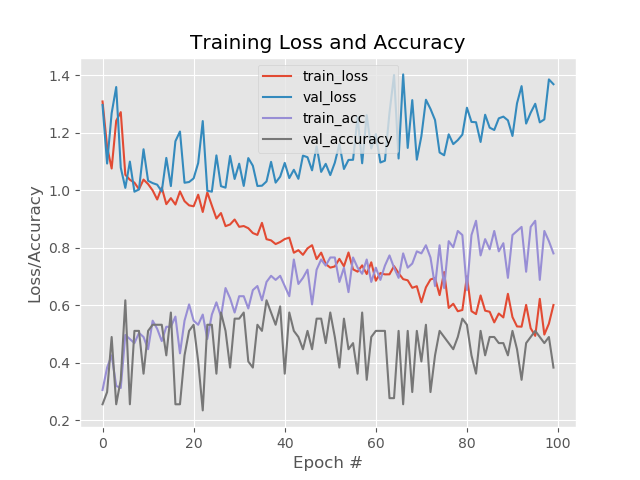 Training Loss and Accuracy
train_loss
val_loss
train_acc
val_accuracy
Loss/Accuracy
1.4
1.2
1.0
0.8
0.6
0.4
0.2
0 20 40 60 80 100
Epoch #